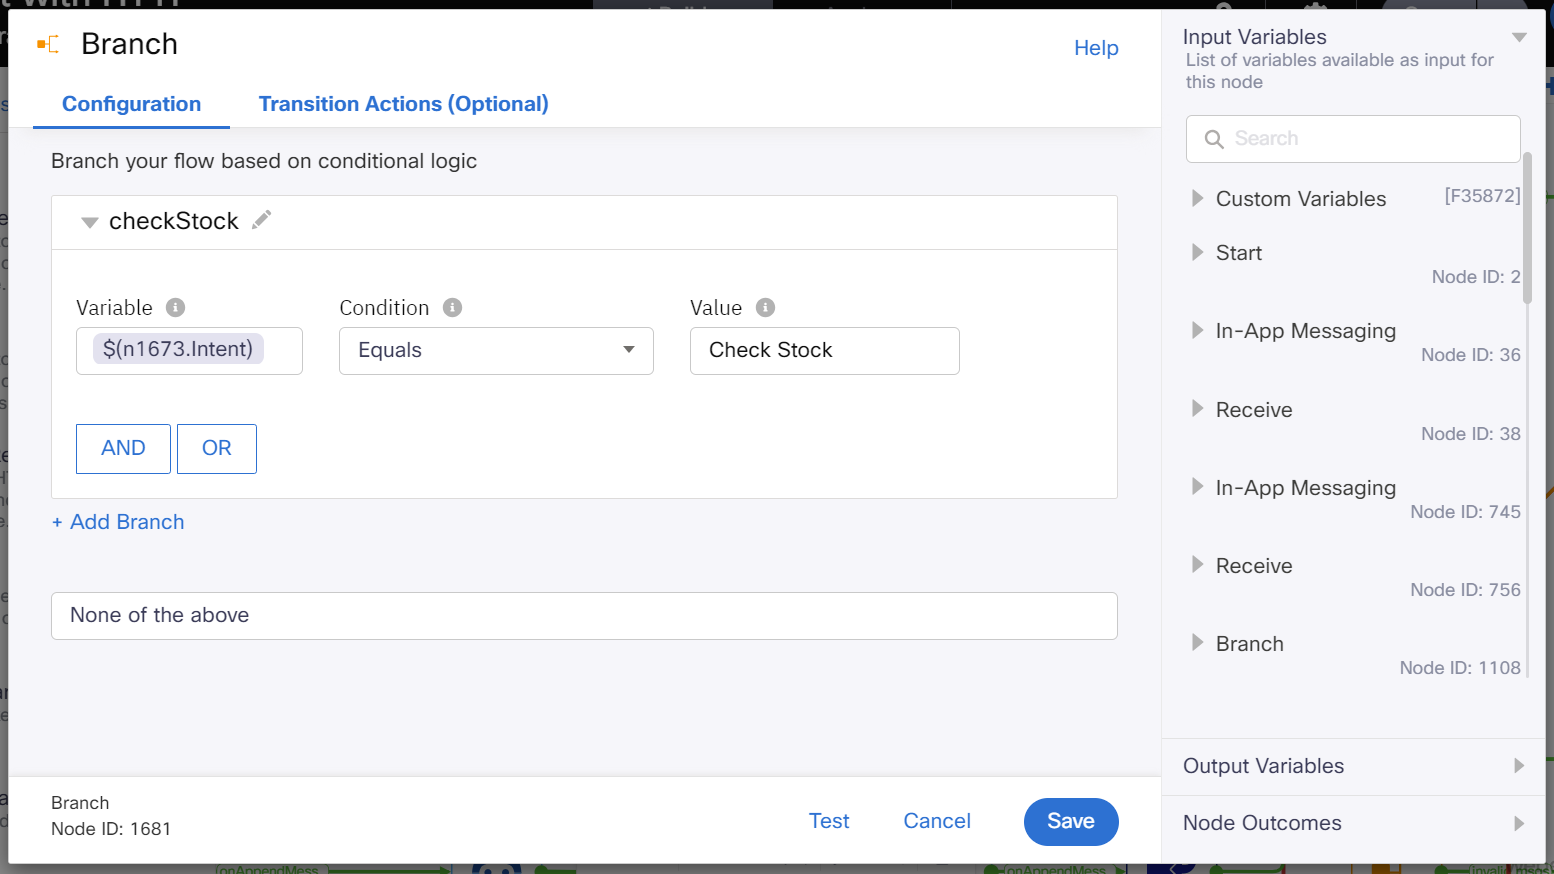 Branch
Help
Configuration
Transition Actions (Optional)
Branch your flow based on conditional logic
checkStock
Variable
Condition
Value
$(n1673.Intent)
Equals
Check Stock
AND
OR
+ Add Branch
None of the above
Branch
Node ID: 1681
Test
Cancel
Save
Input Variables
List of variables available as input for
this node
Search
Custom Variables
[F35872]
Start
Node ID: 2
In-App Messaging
Node ID: 36
Receive
Node ID: 38
In-App Messaging
Node ID: 745
Receive
Node ID: 756
Branch
Node ID: 1108
Output Variables
Node Outcomes
onAppendMess
onAppendMess